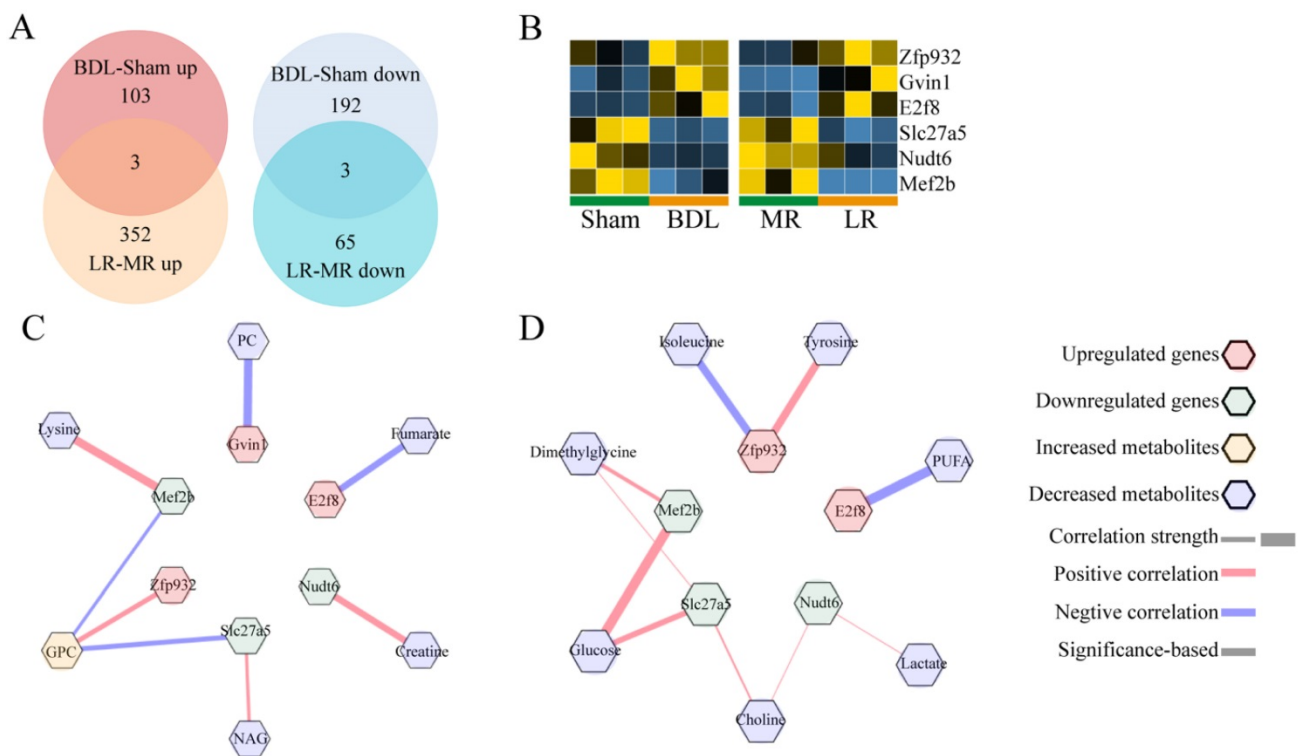 A
BDL-Sham up
103
3
352
LR-MR up
BDL-Sham down
192
3
65
LR-MR down
B
Zfp932
Gvin1
E2f8
Slc27a5
Nudt6
Mef2b
Sham
BDL
MR
LR
C
PC
Lysine
Gvin1
Fumarate
Mef2b
E2f8
Zfp932
Nudt6
Slc27a5
GPC
Creatine
NAG
D
Isoleucine
Tyrosine
Dimethylglycine
Zfp932
PUFA
Mef2b
E2f8
Slc27a5
Nudt6
Glucose
Lactate
Choline
Upregulated genes
Downregulated genes
Increased metabolites
Decreased metabolites
Correlation strength
Positive correlation
Negtive correlation
Significance-based